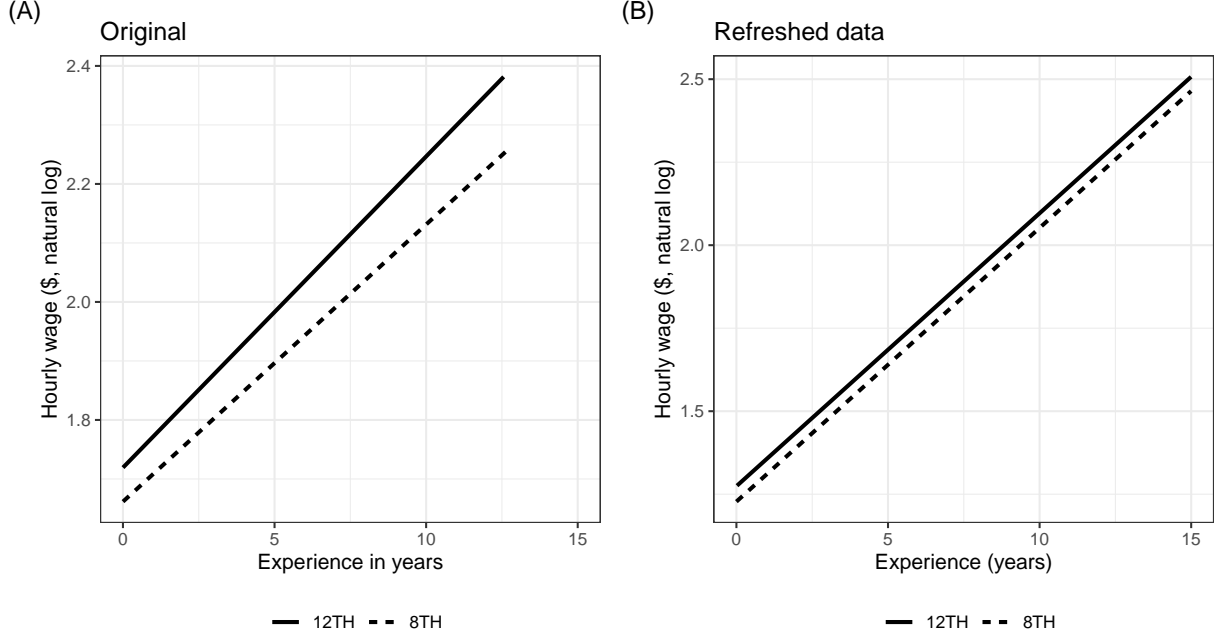 (A)
Original
Hourly wage ($, natural log)
2.4
2.2
2.0
1.8
0 5 10 15
Experience in years
12TH 8TH
(B)
Refreshed data
Hourly wage ($, natural log)
2.5
2.0
1.5
0 5 10 15
Experience (years)
12TH 8TH